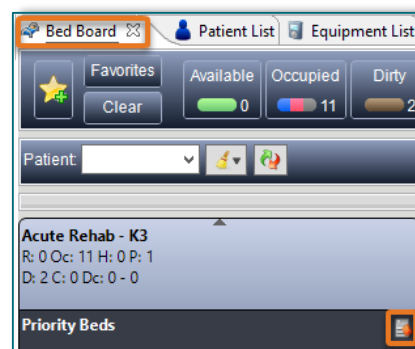 Bed Board Patient List Equipment List
Favorites Available Occupied Dirty
Clear 0 11 2
Patient:
Acute Rehab - K3
R: 0 Oc: 11 H: 0 P: 1
D: 2 C: 0 Dc: 0 - 0
Priority Beds